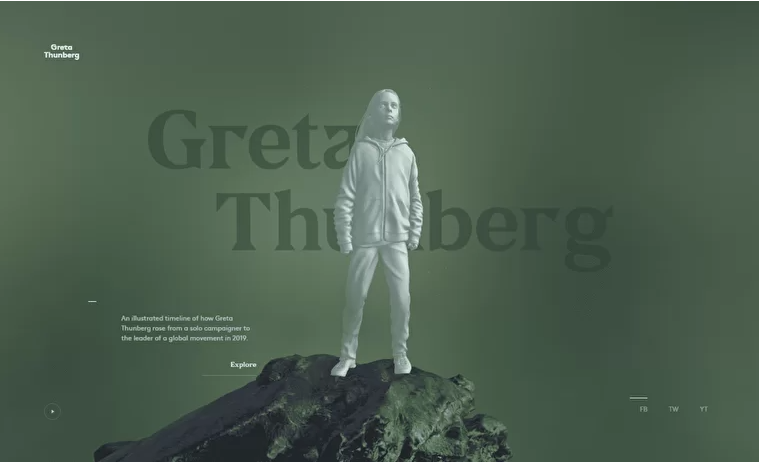 Greta
Thunberg
Greta
Thunberg
An illustrated timeline of how Greta
Thunberg rose from a solo campaigner to
the leader of a global movement in 2019.
Explore
FB TW YT